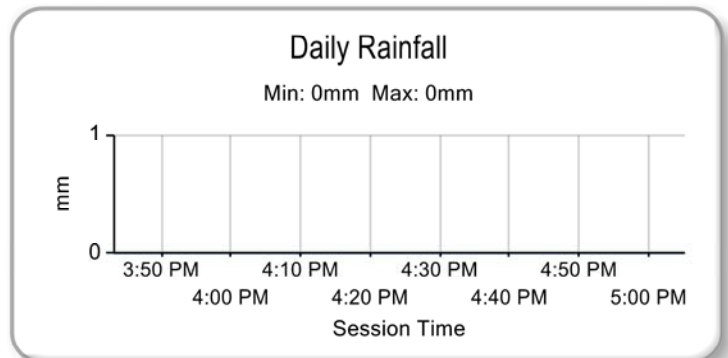 Daily Rainfall
Min: 0mm  Max: 0mm
1
mm
0
3:50 PM 4:10 PM 4:30 PM 4:50 PM
4:00 PM 4:20 PM 4:40 PM 5:00 PM
Session Time